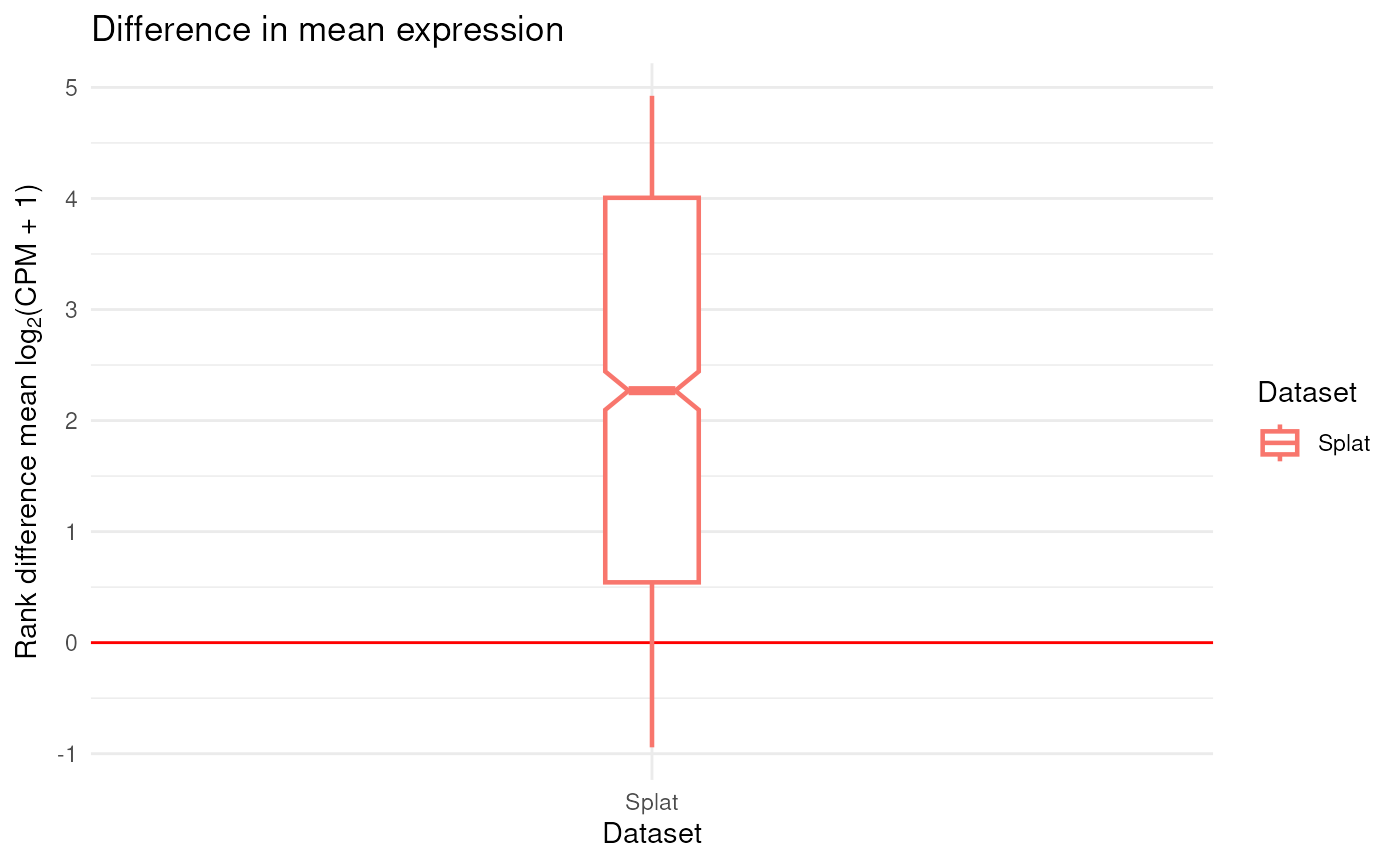 Difference in mean expression
Rank difference mean log₂(CPM + 1)
5
4
3
2
1
0
-1
Splat
Dataset
Dataset
Splat